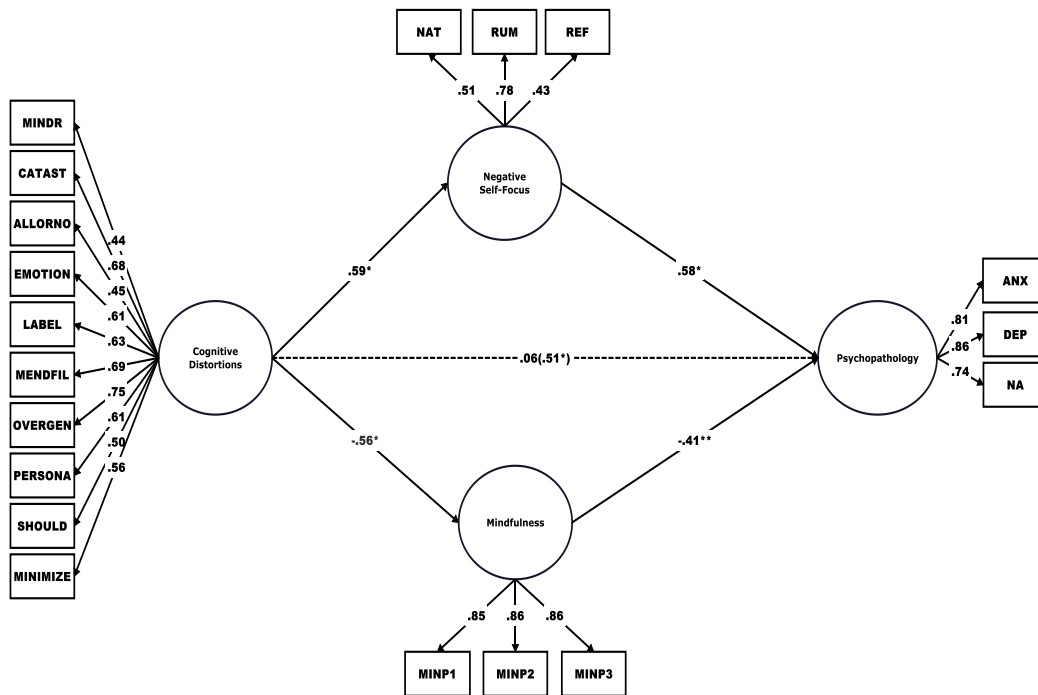 NAT
RUM
REF
.51
.78
.43
MINDR
CATAST
ALLORNO
EMOTION
LABEL
MENDFIL
OVERGEN
PERSONA
SHOULD
MINIMIZE
.44
.68
.45
.61
.63
.69
.75
.61
.50
.56
Cognitive
Distortions
Negative
Self-Focus
.59*
.58*
.06(.51*)
-.56*
-.41**
Mindfulness
.85
.86
.86
MINP1
MINP2
MINP3
Psychopathology
.81
.86
.74
ANX
DEP
NA